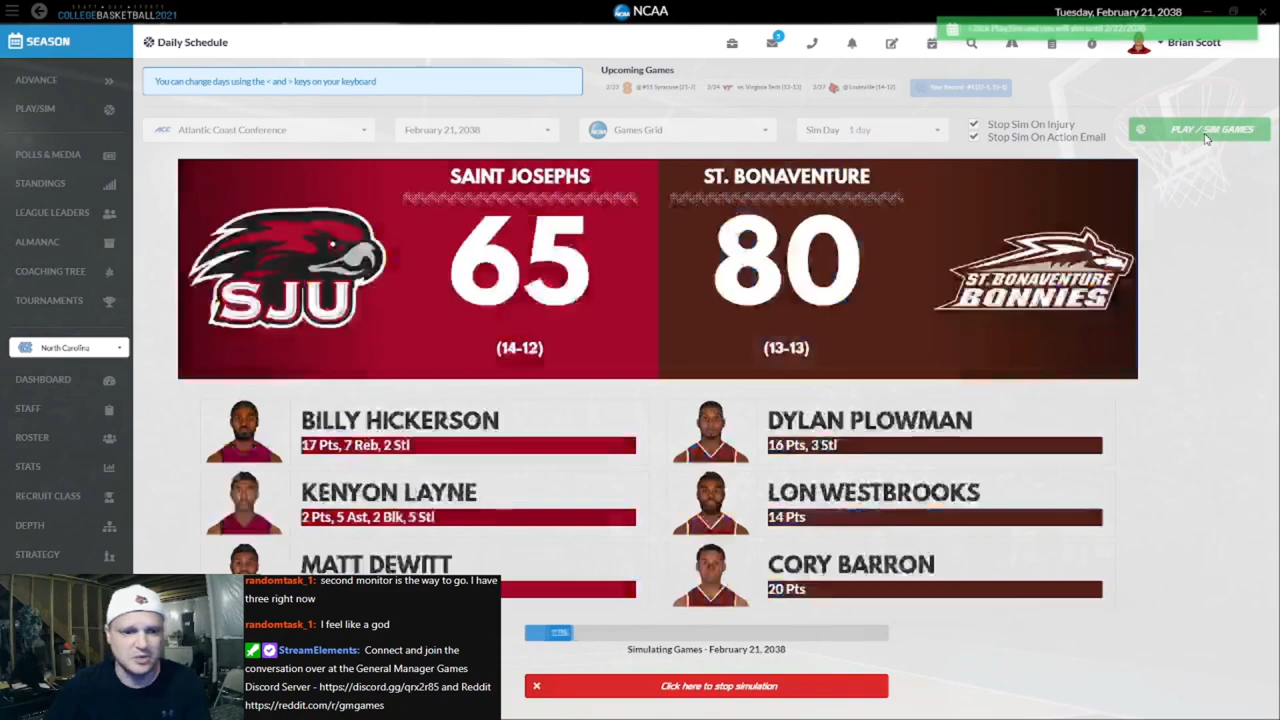 DRAFT DAY SPORTS
COLLEGEBASKETBALL2021
NCAA
Tuesday, February 21, 2038
SEASON
Daily Schedule
5
Brian Scott
ADVANCE
You can change days using the < and > keys on your keyboard
Upcoming Games
PLAY/SIM
Atlantic Coast Conference
February 21, 2038
Games Grid
Sim Day 1 day
Stop Sim On Injury
Stop Sim On Action Email
PLAY / SIM GAMES
POLLS & MEDIA
STANDINGS
LEAGUE LEADERS
ALMANAC
COACHING TREE
TOURNAMENTS
North Carolina
DASHBOARD
STAFF
ROSTER
STATS
RECRUIT CLASS
DEPTH
STRATEGY
SAINT JOSEPHS
65
(14-12)
SJU
ST. BONAVENTURE
80
(13-13)
ST. BONAVENTURE
BONNIES
BILLY HICKERSON
17 Pts, 7 Reb, 2 Stl
KENYON LAYNE
2 Pts, 5 Ast, 2 Blk, 5 Stl
MATT DEWITT
DYLAN PLOWMAN
16 Pts, 3 Stl
LON WESTBROOKS
14 Pts
CORY BARRON
20 Pts
randomtask_1: second monitor is the way to go. I have
three right now
randomtask_1: I feel like a god
StreamElements: Connect and join the
conversation over at the General Manager Games
Discord Server - https://discord.gg/qrx2r85 and Reddit
https://reddit.com/r/gmgames
Simulating Games - February 21, 2038
Click here to stop simulation